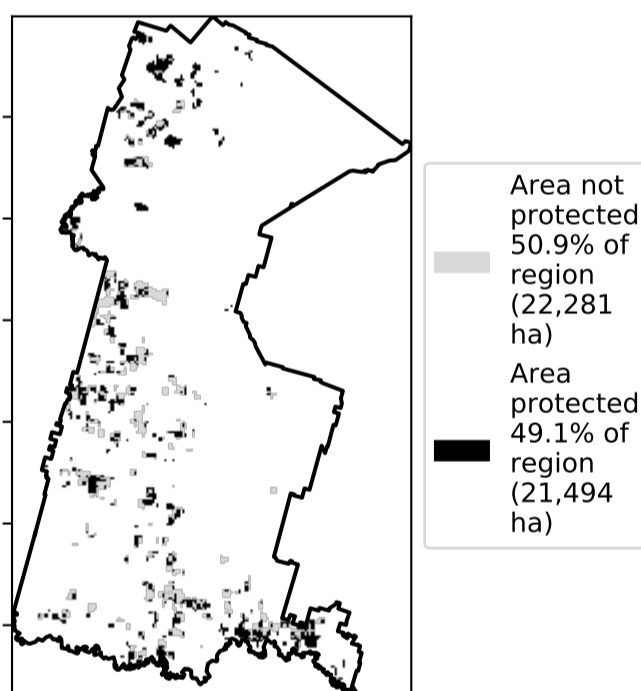 Area not
protected
50.9% of
region
(22,281
ha)
Area
protected
49.1% of
region
(21,494
ha)